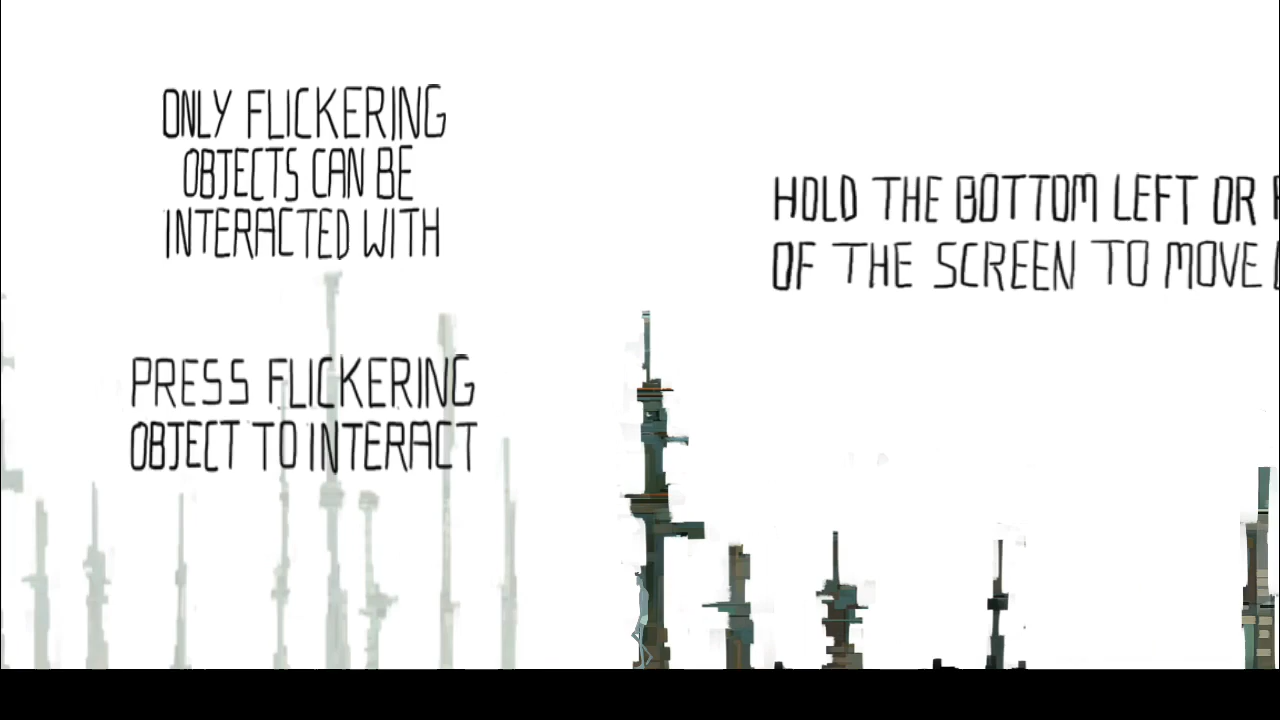 ONLY FLICKERING
OBJECTS CAN BE
INTERACTED WITH
PRESS FLICKERING
OBJECT TO INTERACT
HOLD THE BOTTOM LEFT OR
OF THE SCREEN TO MOVE